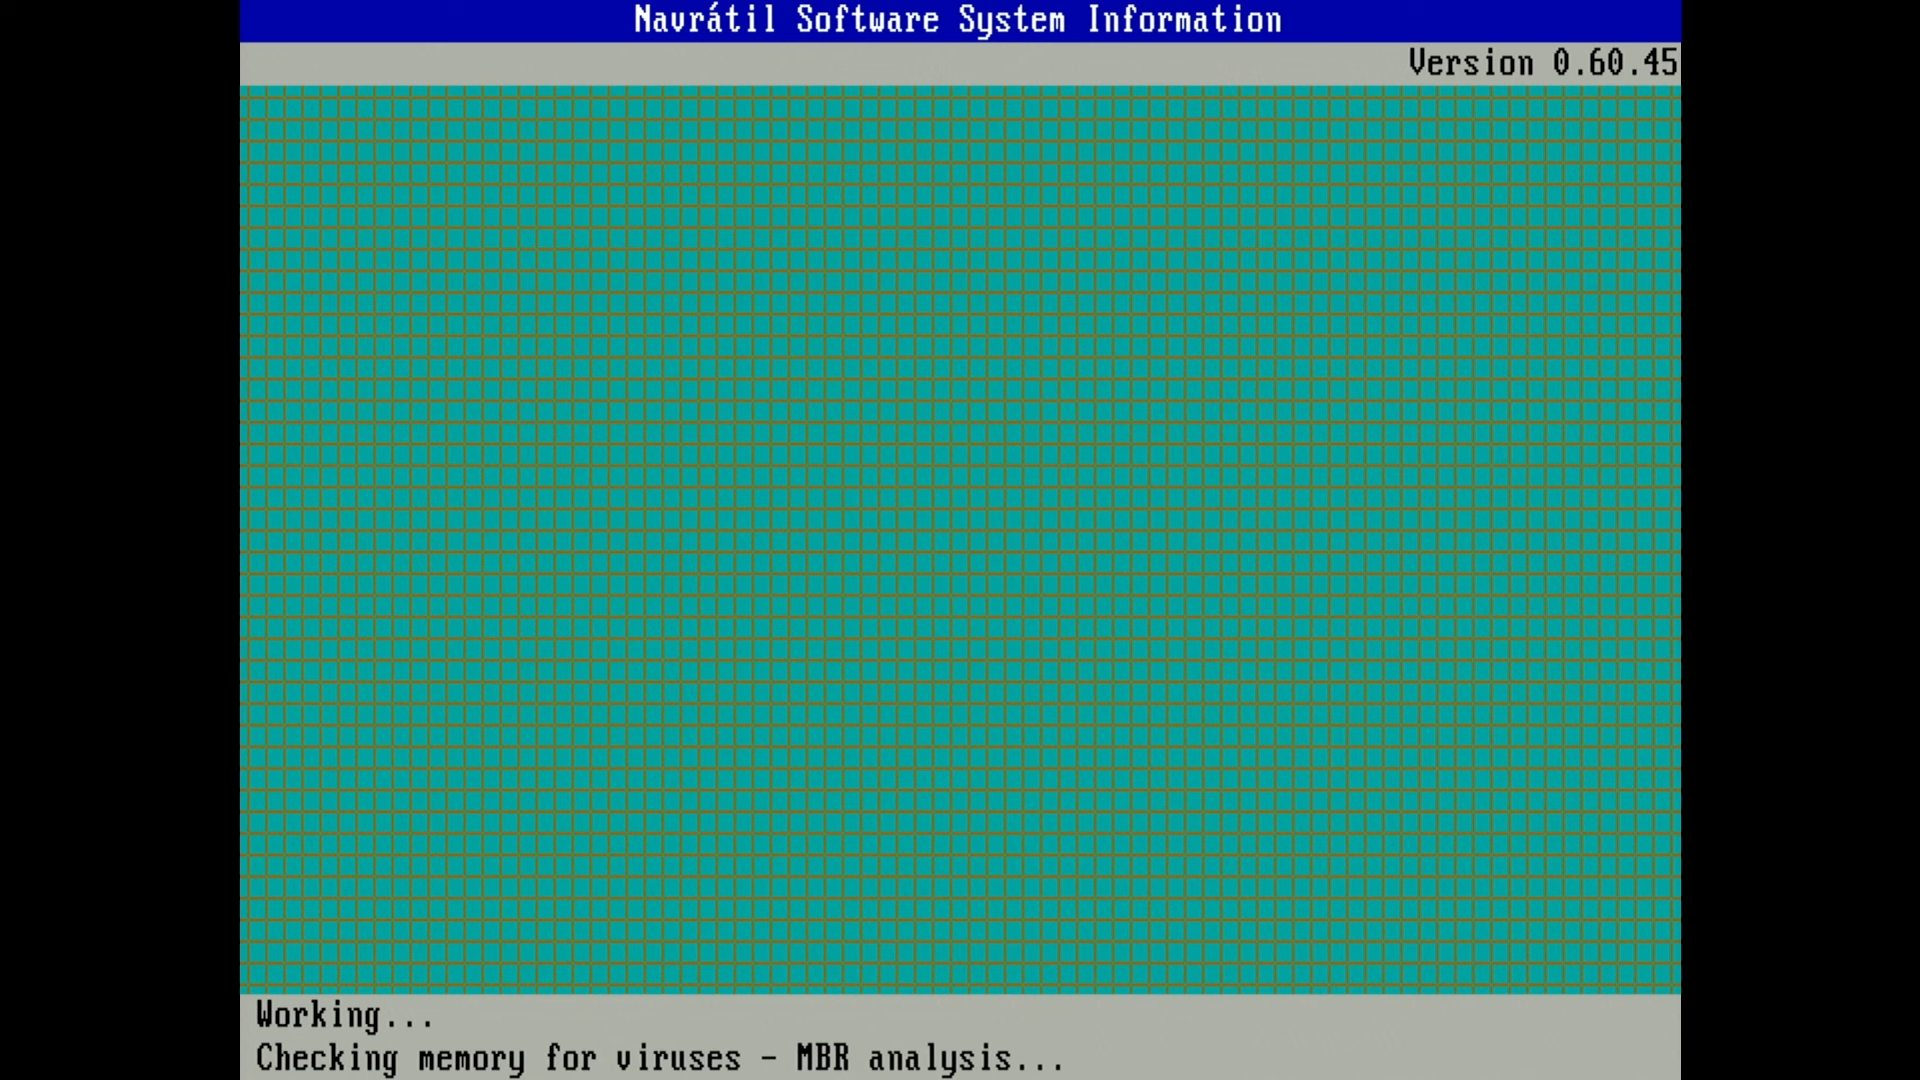 Navrátil Software System Information
Version 0.60.45
Working...
Checking memory for viruses - MBR analysis...